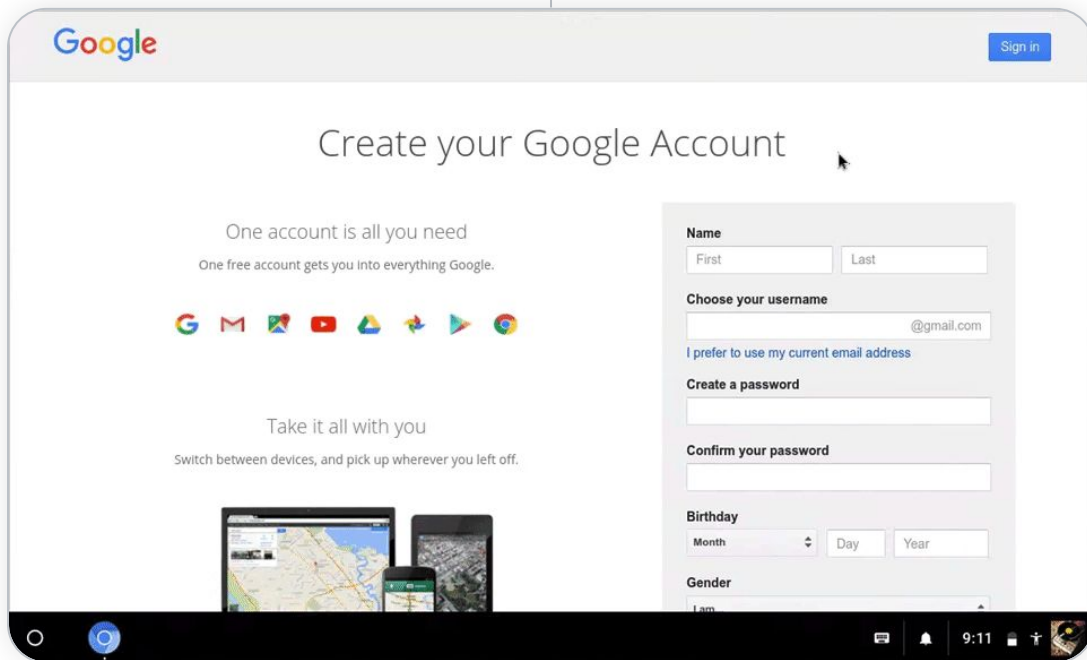 Google
Sign in
Create your Google Account
One account is all you need
One free account gets you into everything Google.
Take it all with you
Switch between devices, and pick up wherever you left off.
Name
First Last
Choose your username
@gmail.com
I prefer to use my current email address
Create a password
Confirm your password
Birthday
Month Day Year
Gender
I am
9:11